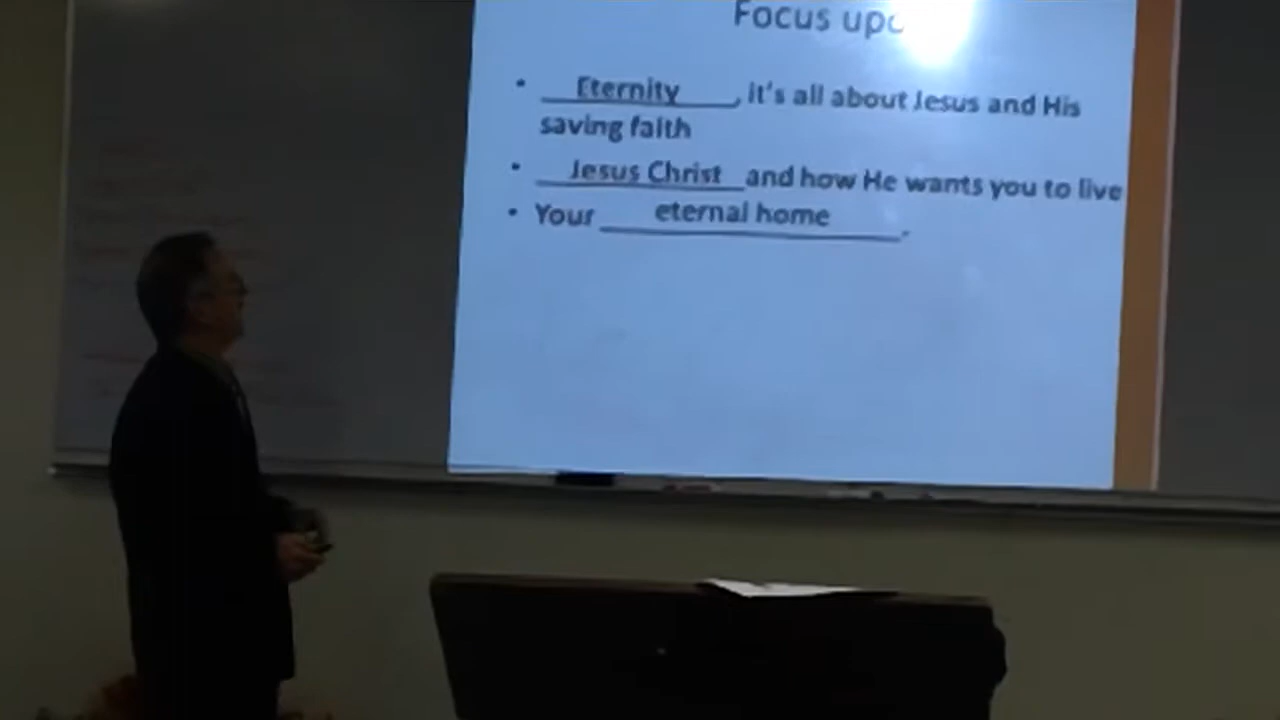 Focus upo
Eternity, it's all about Jesus and His
saving faith
Jesus Christ and how He wants you to live
Your eternal home.